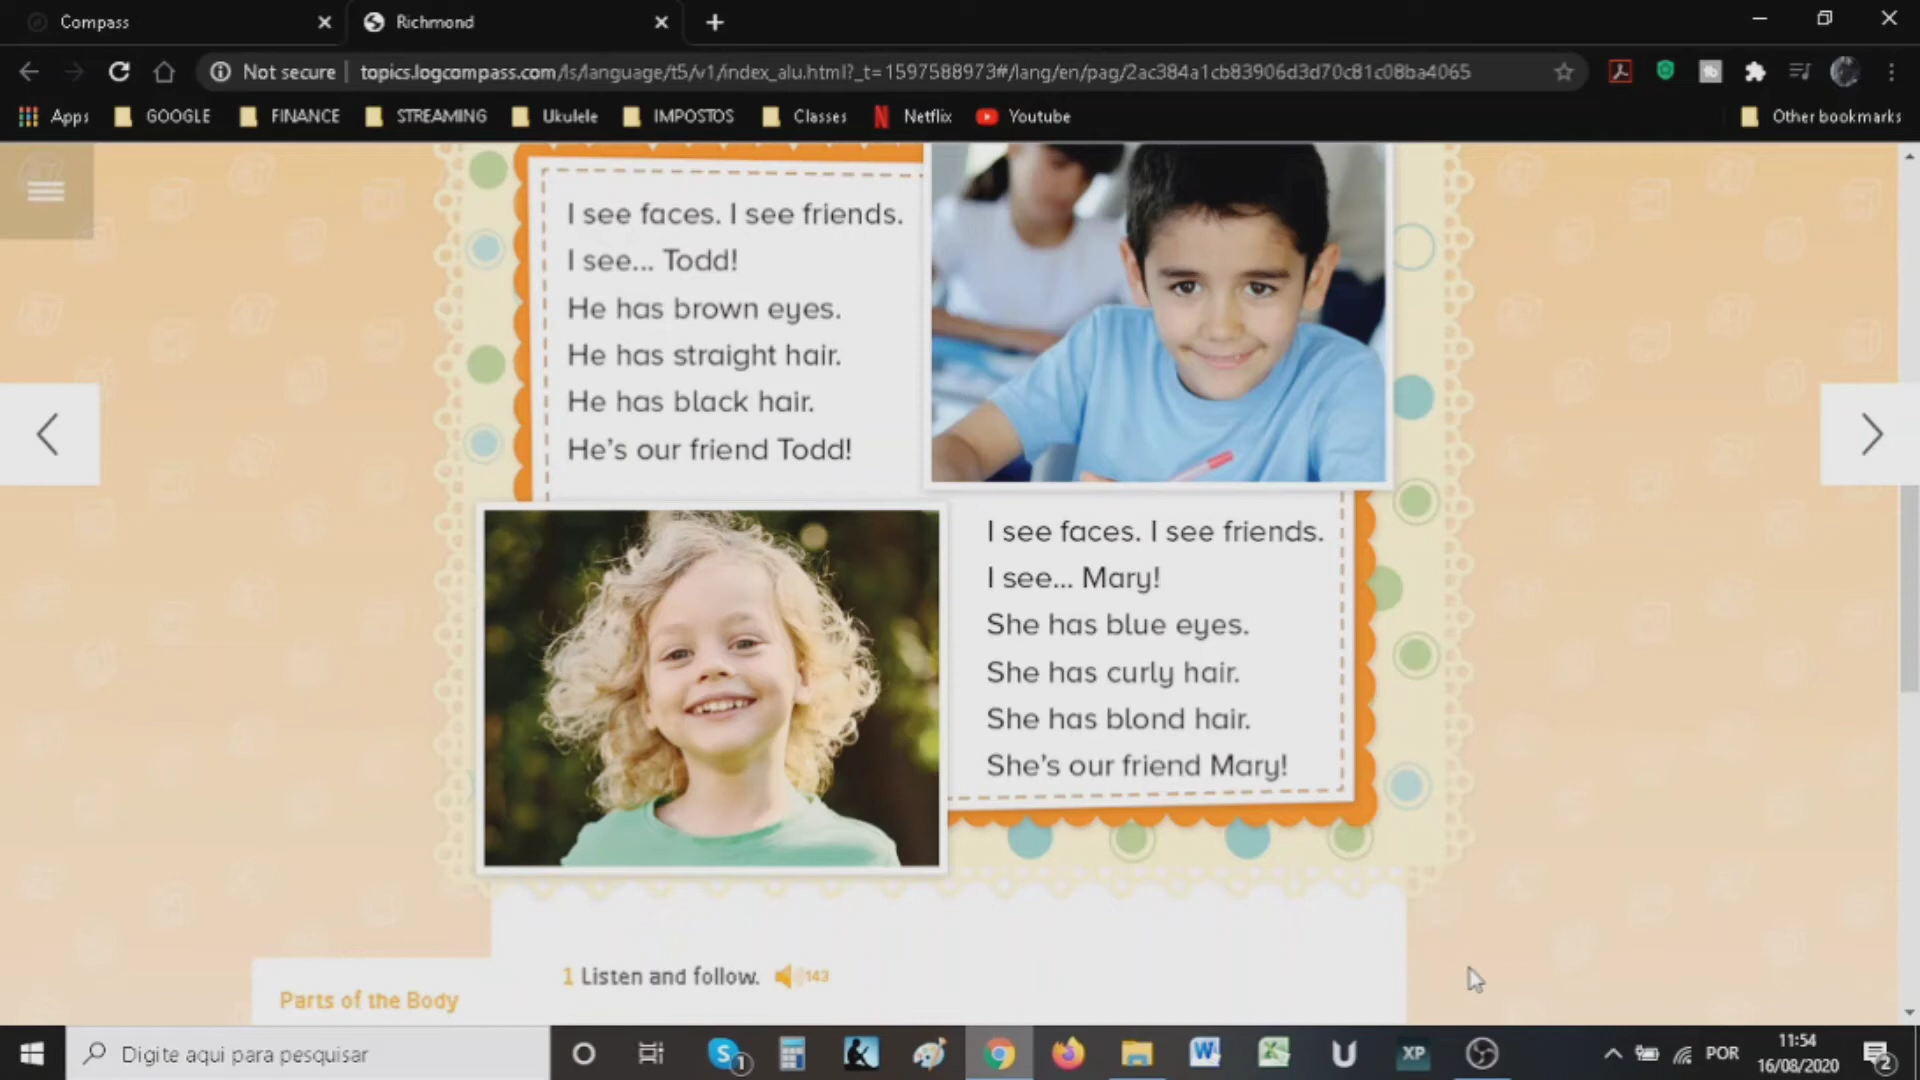 Compass
Richmond
Not secure
topics.logcompass.com/ls/language/t5/v1/index_alu.html?_t=1597588973#/lang/en/pag/2ac384a1cb83906d3d70c81c08ba4065
Apps
GOOGLE
FINANCE
STREAMING
Ukulele
IMPOSTOS
Classes
Netflix
Youtube
Other bookmarks
I see faces. I see friends.
I see... Todd!
He has brown eyes.
He has straight hair.
He has black hair.
He's our friend Todd!
I see faces. I see friends.
I see... Mary!
She has blue eyes.
She has curly hair.
She has blond hair.
She's our friend Mary!
1 Listen and follow. 143
Parts of the Body
Digite aqui para pesquisar
1
XP
POR
11:54
16/08/2020
2